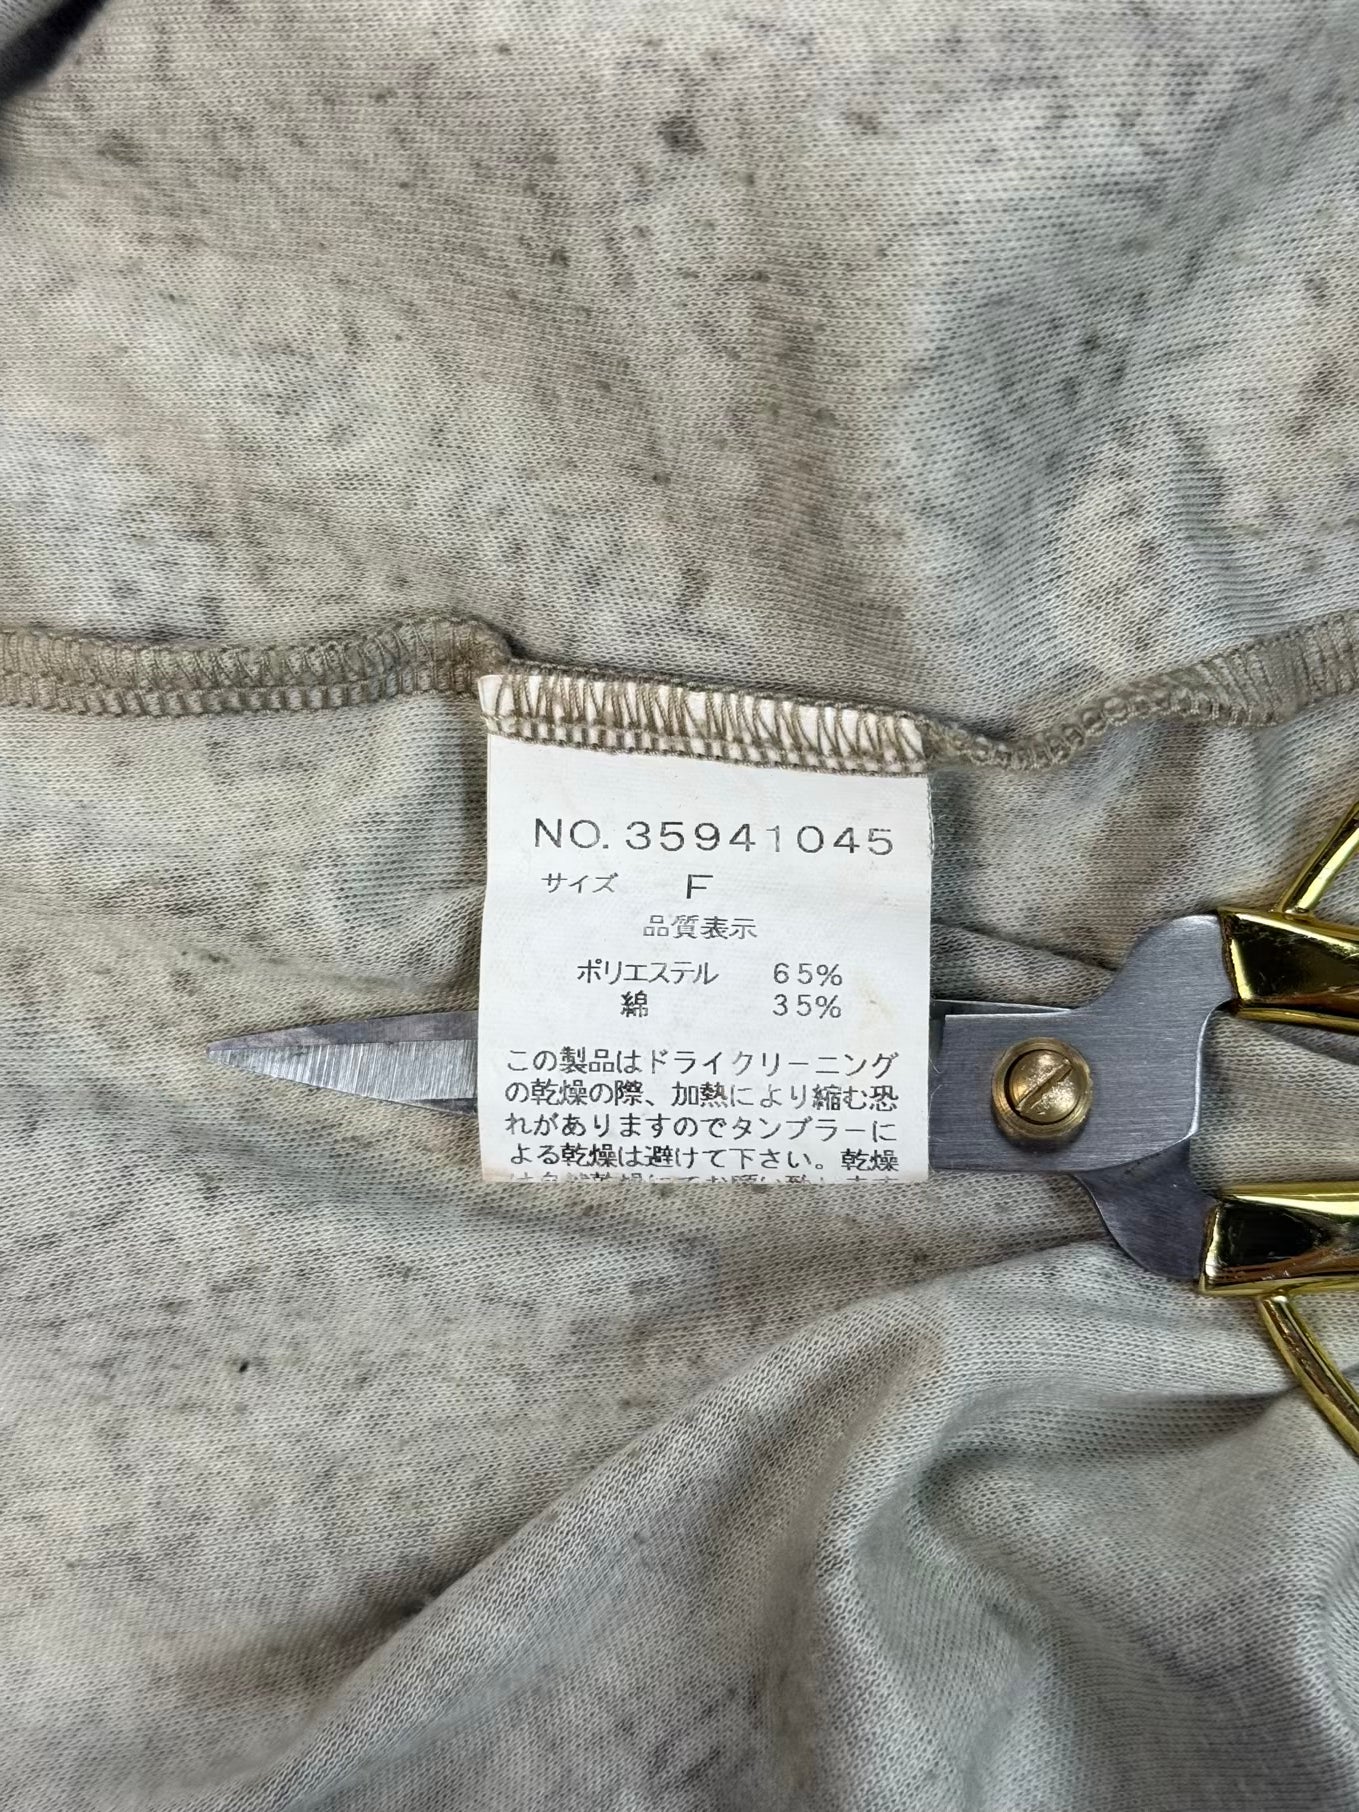 NO.35941045
サイズ F
品質表示
ポリエステル 65%
綿 35%
この製品はドライクリーニング
の乾燥の際、加熱により縮む恐
れがありますのでタンブラーに
よる乾燥は避けて下さい。乾燥